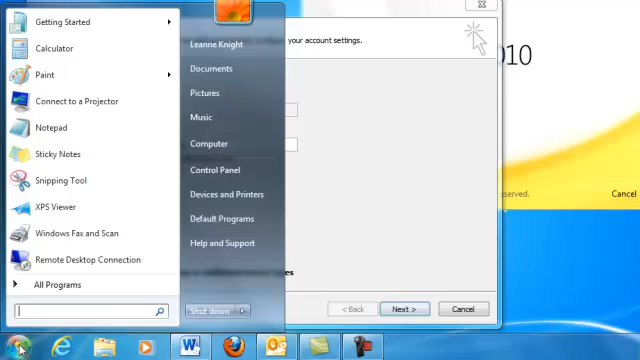 Getting Started
Calculator
Paint
Connect to a Projector
Notepad
Sticky Notes
Snipping Tool
XPS Viewer
Windows Fax and Scan
Remote Desktop Connection
All Programs
Leanne Knight
Documents
Pictures
Music
Computer
Control Panel
Devices and Printers
Default Programs
Help and Support
Shut down
your account settings.
< Back
Next >
Cancel
010
served.
Cancel